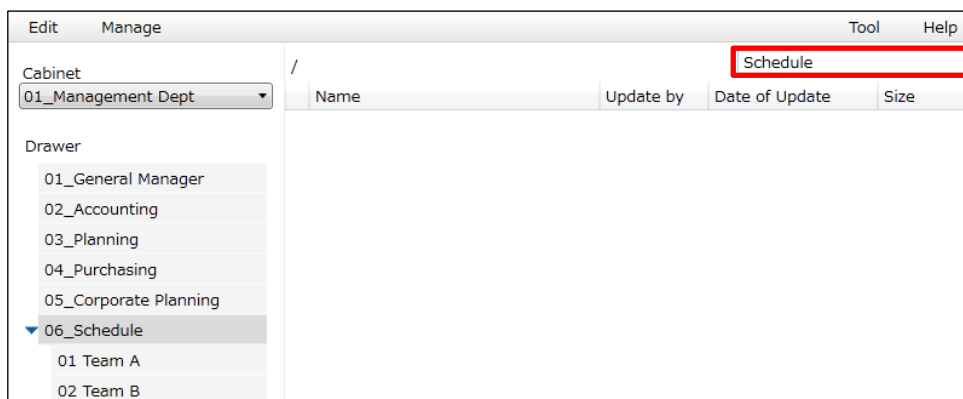 Edit Manage Tool Help
Cabinet
01_Management Dept
/
Schedule
Name Update by Date of Update Size
Drawer
01_General Manager
02_Accounting
03_Planning
04_Purchasing
05_Corporate Planning
06_Schedule
01 Team A
02 Team B